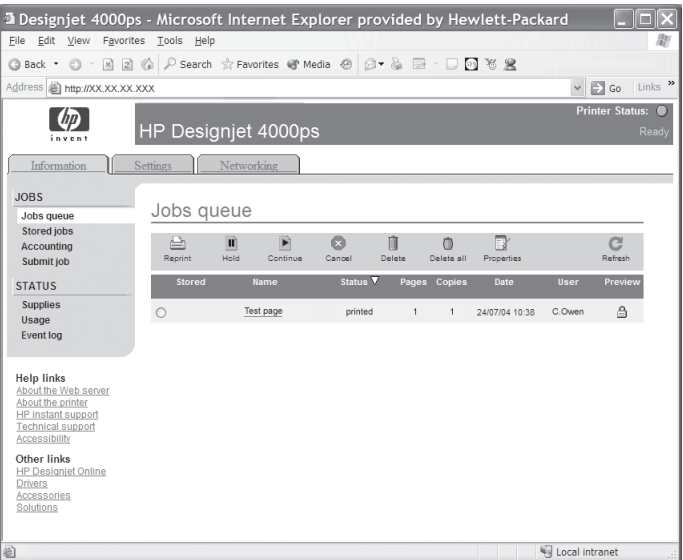 Designjet 4000ps - Microsoft Internet Explorer provided by Hewlett-Packard
File Edit View Favorites Tools Help
Back Search Favorites Media
Address http://XX.XX.XX.XXX Go Links »
hp
invent
HP Designjet 4000ps
Printer Status:
Ready
Information Settings Networking
JOBS
Jobs queue
Stored jobs
Accounting
Submit job
STATUS
Supplies
Usage
Event log
Help links
About the Web server
About the printer
HP instant support
Technical support
Accessibility
Other links
HP Designjet Online
Drivers
Accessories
Solutions
Jobs queue
Reprint Hold Continue Cancel Delete Delete all Properties Refresh
Stored Name Status Pages Copies Date User Preview
Test page printed 1 1 24/07/04 10:38 C.Owen
Local intranet